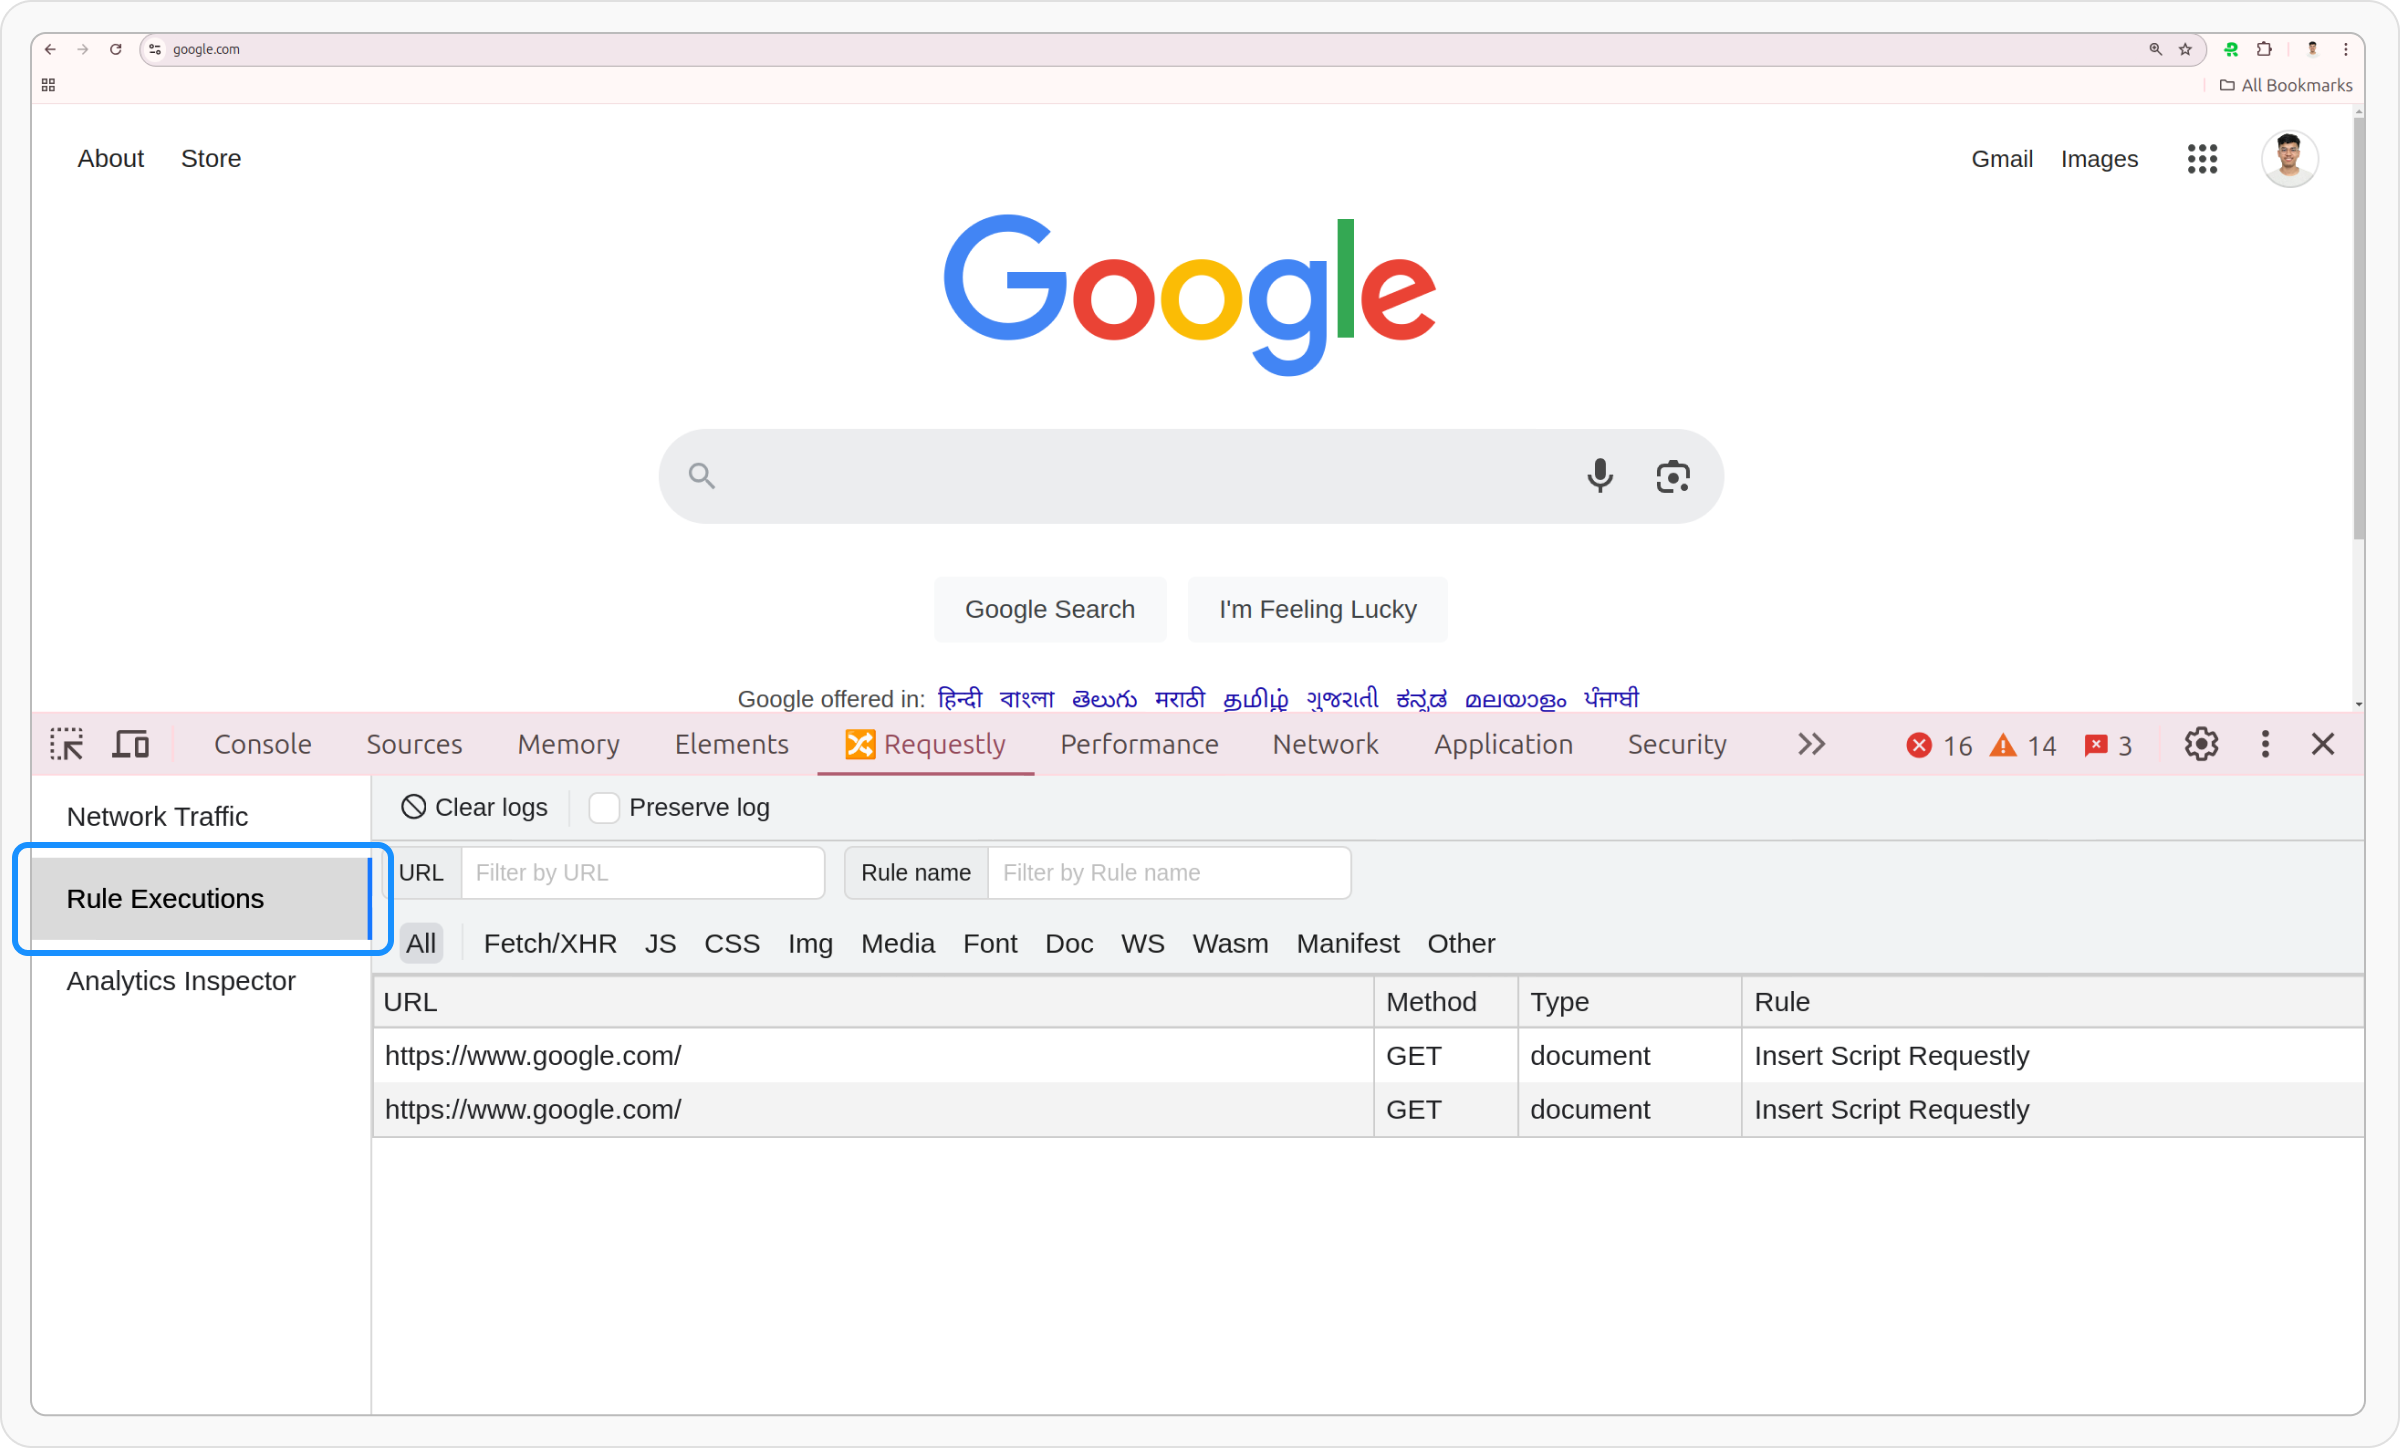 google.com
All Bookmarks
About Store Gmail Images
Google
Google Search I'm Feeling Lucky
Google offered in: हिन्दी বাংলা తెలుగు मराठी தமிழ் ગુજરાતી ಕನ್ನಡ മലയാളം ਪੰਜਾਬੀ
Console Sources Memory Elements Requestly Performance Network Application Security 16 14 3
Network Traffic
Clear logs Preserve log
Rule Executions
URL Filter by URL Rule name Filter by Rule name
All Fetch/XHR JS CSS Img Media Font Doc WS Wasm Manifest Other
Analytics Inspector
URL Method Type Rule
https://www.google.com/ GET document Insert Script Requestly
https://www.google.com/ GET document Insert Script Requestly